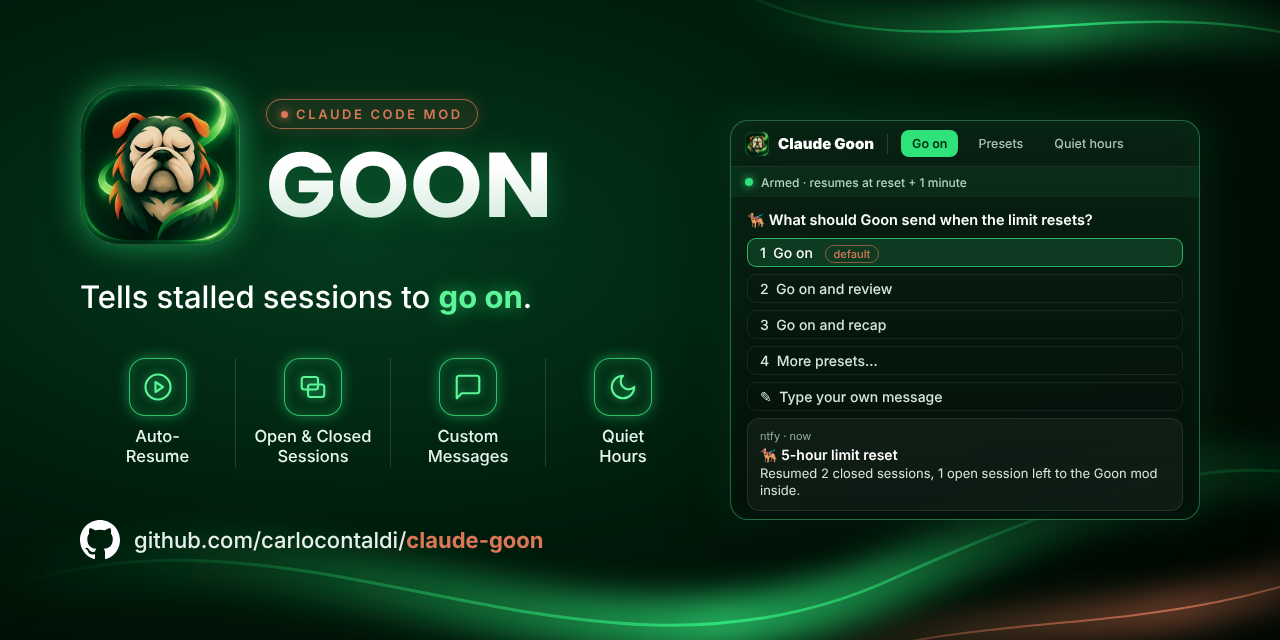 CLAUDE CODE MOD
GOON
Tells stalled sessions to go on.
Auto-
Resume
Open & Closed
Sessions
Custom
Messages
Quiet
Hours
github.com/carlocontaldi/claude-goon
Claude Goon
Go on
Presets
Quiet hours
Armed · resumes at reset + 1 minute
What should Goon send when the limit resets?
1 Go on default
2 Go on and review
3 Go on and recap
4 More presets...
✎ Type your own message
ntfy · now
5-hour limit reset
Resumed 2 closed sessions, 1 open session left to the Goon mod
inside.